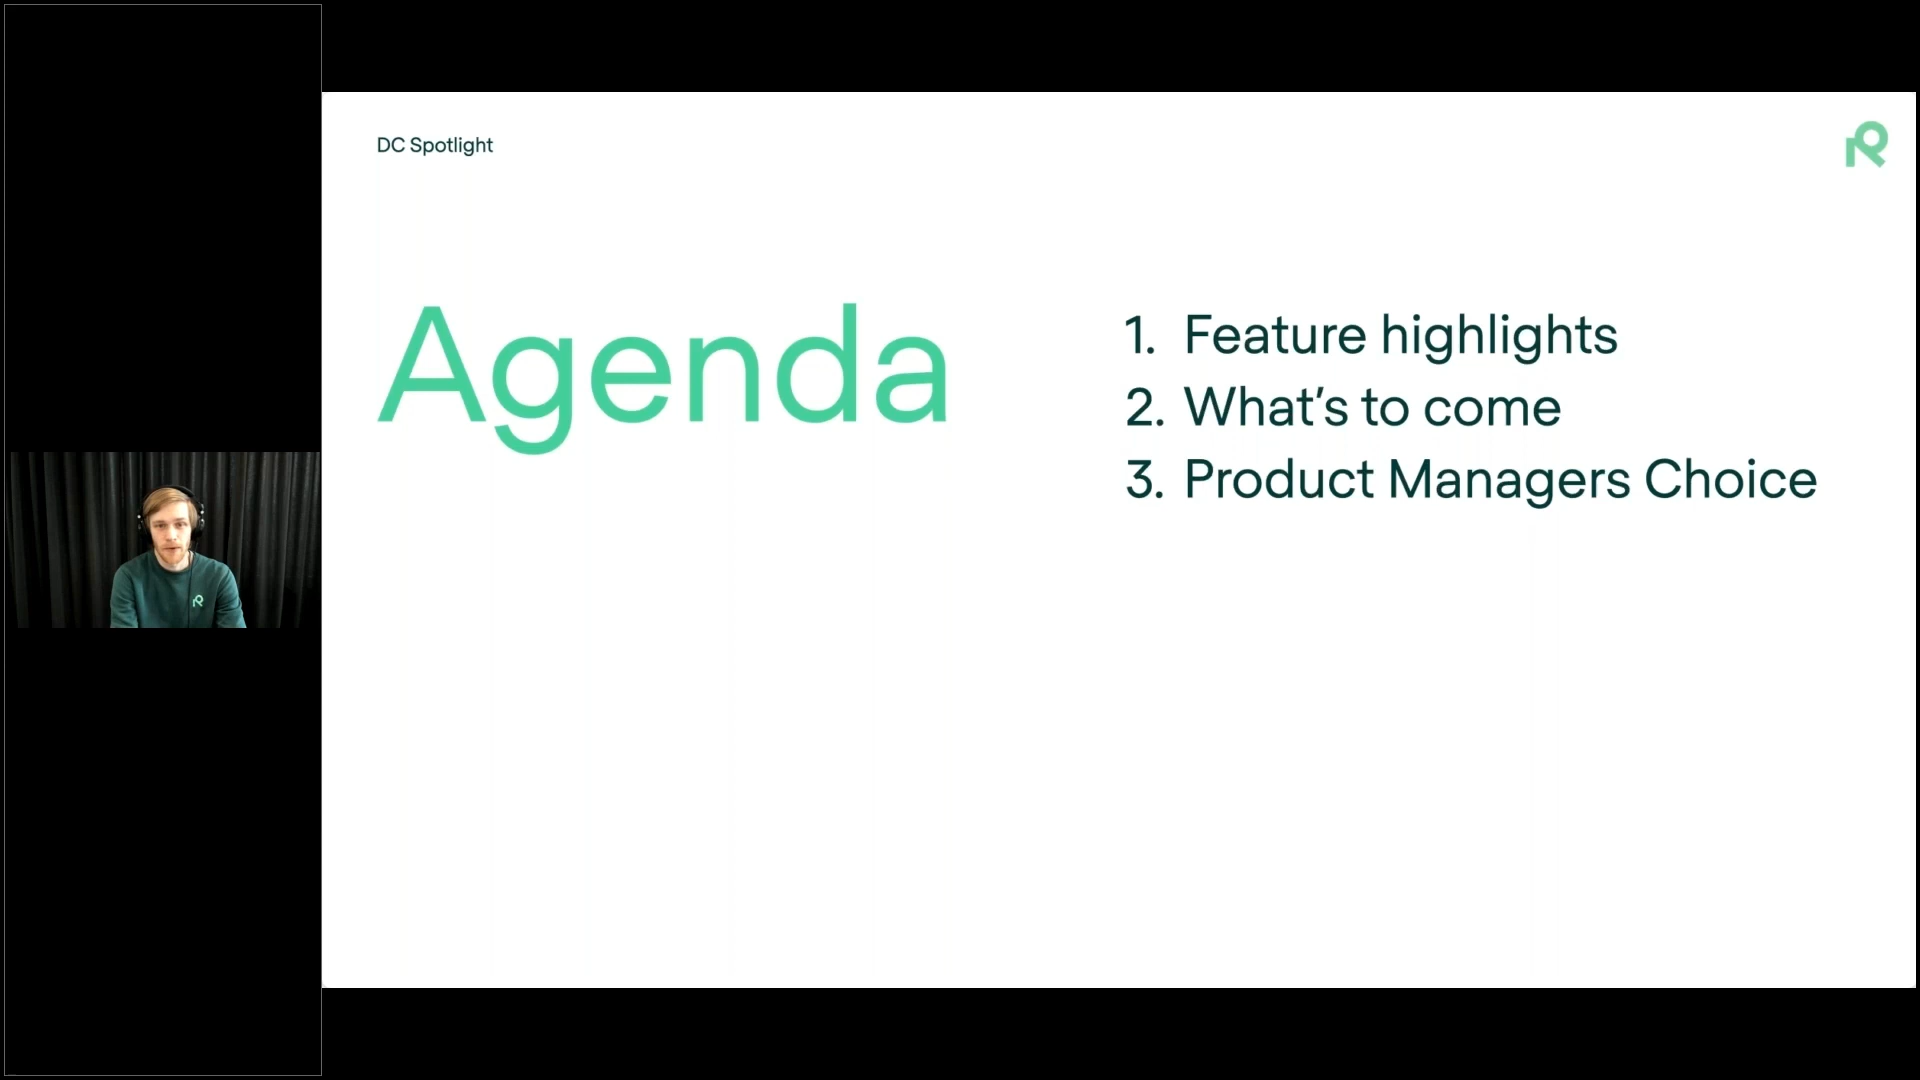 DC Spotlight
Agenda
1. Feature highlights
2. What's to come
3. Product Managers Choice